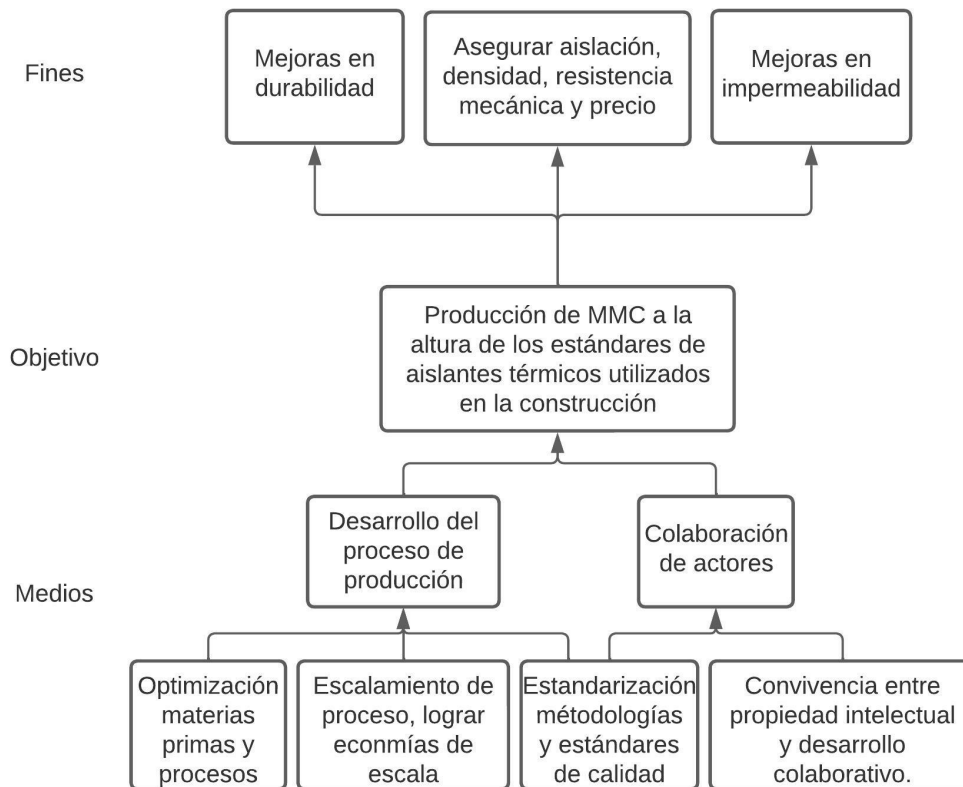 Fines
Mejoras en
durabilidad
Asegurar aislación,
densidad, resistencia
mecánica y precio
Mejoras en
impermeabilidad
Objetivo
Producción de MMC a la
altura de los estándares de
aislantes térmicos utilizados
en la construcción
Medios
Desarrollo del
proceso de
producción
Colaboración
de actores
Optimización
materias
primas y
procesos
Escalamiento de
proceso, lograr
econmías de
escala
Estandarización
métodologías
y estándares
de calidad
Convivencia entre
propiedad intelectual
y desarrollo
colaborativo.